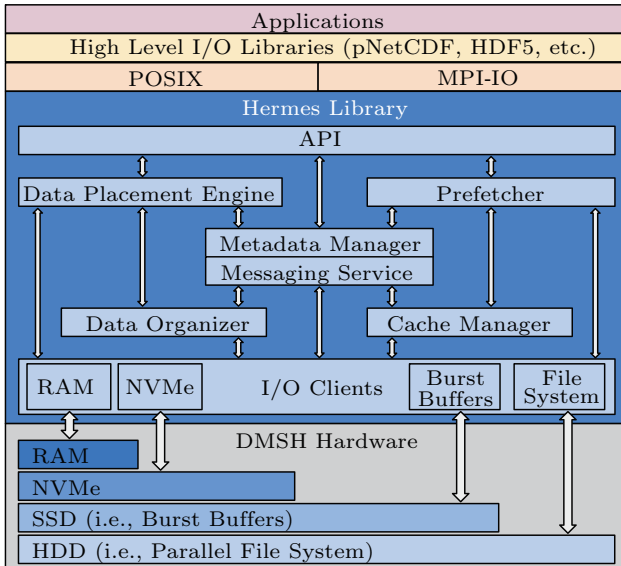 Applications
High Level I/O Libraries (pNetCDF, HDF5, etc.)
POSIX
MPI-IO
Hermes Library
API
Data Placement Engine
Prefetcher
Metadata Manager
Messaging Service
Data Organizer
Cache Manager
RAM
NVMe
I/O Clients
Burst
Buffers
File
System
DMSH Hardware
RAM
NVMe
SSD (i.e., Burst Buffers)
HDD (i.e., Parallel File System)